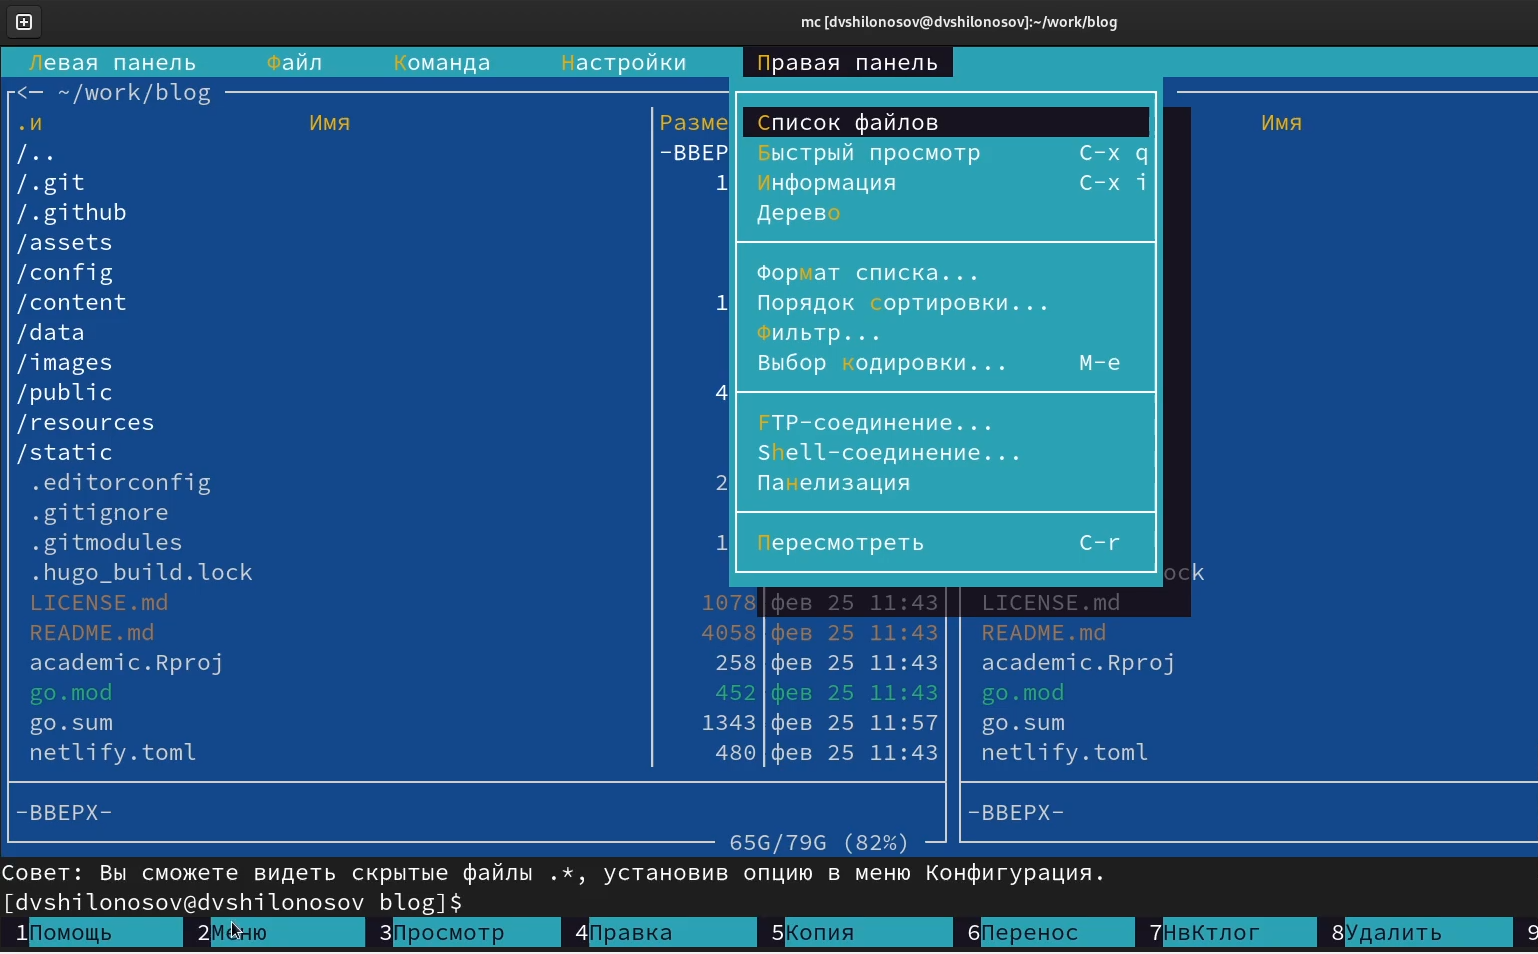 mc [dvshilonosov@dvshilonosov]:~/work/blog
Левая панель Файл Команда Настройки Правая панель
<─ ~/work/blog
.и Имя Разме Список файлов Имя
/.. -ВВЕР Быстрый просмотр C-x q
/.git 1 Информация C-x i
/.github Дерево
/assets
/config Формат списка...
/content 1 Порядок сортировки...
/data Фильтр...
/images Выбор кодировки... M-e
/public 4
/resources FTP-соединение...
/static Shell-соединение...
.editorconfig 2 Панелизация
.gitignore
.gitmodules 1 Пересмотреть C-r
.hugo_build.lock ock
LICENSE.md 1078 фев 25 11:43 LICENSE.md
README.md 4058 фев 25 11:43 README.md
academic.Rproj 258 фев 25 11:43 academic.Rproj
go.mod 452 фев 25 11:43 go.mod
go.sum 1343 фев 25 11:57 go.sum
netlify.toml 480 фев 25 11:43 netlify.toml
-ВВЕРХ- -ВВЕРХ-
65G/79G (82%)
Совет: Вы сможете видеть скрытые файлы .*, установив опцию в меню Конфигурация.
[dvshilonosov@dvshilonosov blog]$
1Помощь 2Меню 3Просмотр 4Правка 5Копия 6Перенос 7НвКтлог 8Удалить 9